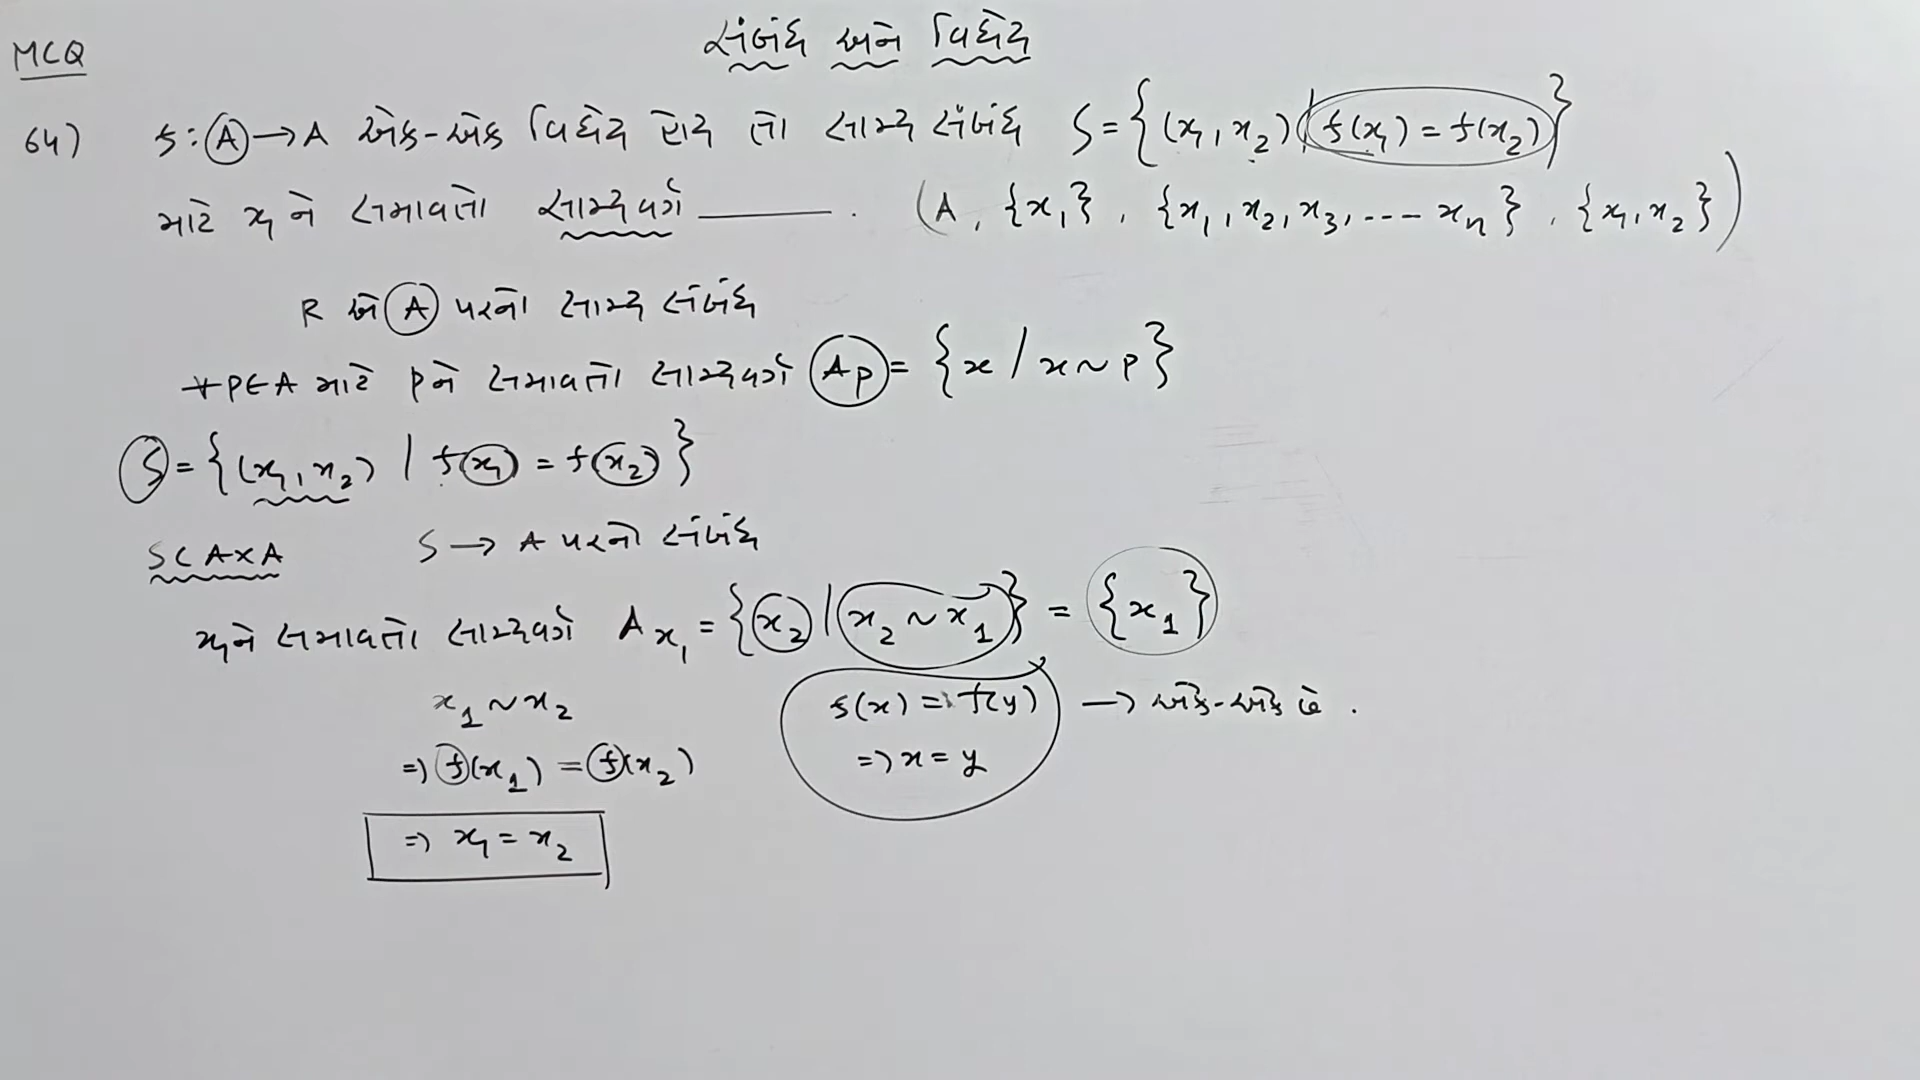 MCQ
સંબંધ અને વિધેય
64) f : A → A એક-એક વિધેય હોય તો સામ્ય સંબંધ S = {(x₁, x₂) / f(x₁) = f(x₂)}
માટે x₁ ને સમાવતો સામ્યવર્ગ ______ . (A, {x₁}, {x₁, x₂, x₃, .... xₙ}, {x₁, x₂})
R એ A પરનો સામ્ય સંબંધ
∀ P ∈ A માટે P ને સમાવતો સામ્યવર્ગ Aₚ = {x / x ~ P}
S = {(x₁, x₂) / f(x₁) = f(x₂)}
S ⊂ A × A S → A પરનો સંબંધ
x₁ ને સમાવતો સામ્યવર્ગ Aₓ₁ = {x₂ / x₂ ~ x₁} = {x₁}
x₁ ~ x₂ f(x) = f(y) → એક-એક છે.
⇒ f(x₁) = f(x₂) ⇒ x = y
⇒ x₁ = x₂